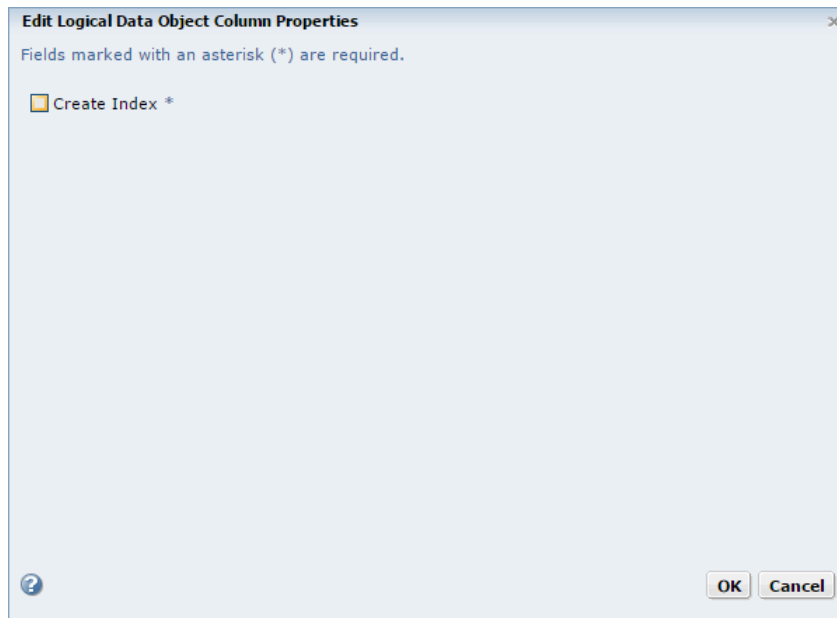 Edit Logical Data Object Column Properties
Fields marked with an asterisk (*) are required.
Create Index *
OK Cancel